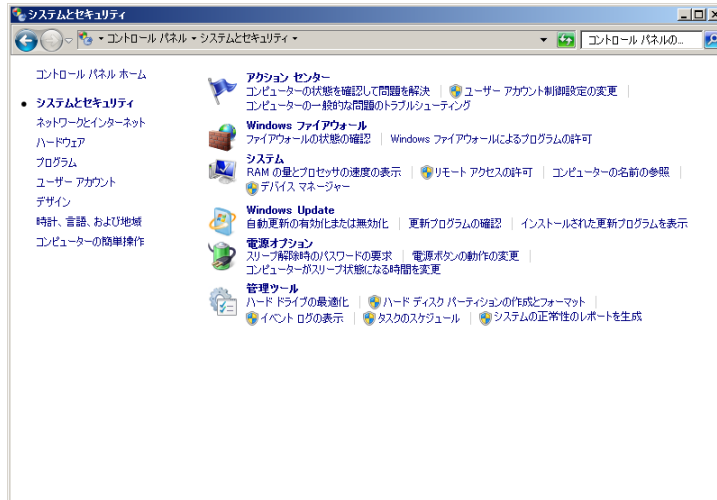 システムとセキュリティ
コントロール パネル ▾ システムとセキュリティ ▾
コントロール パネルの...
コントロール パネル ホーム
システムとセキュリティ
ネットワークとインターネット
ハードウェア
プログラム
ユーザー アカウント
デザイン
時計、言語、および地域
コンピューターの簡単操作
アクション センター
コンピューターの状態を確認して問題を解決 | ユーザー アカウント制御設定の変更 |
コンピューターの一般的な問題のトラブルシューティング
Windows ファイアウォール
ファイアウォールの状態の確認 | Windows ファイアウォールによるプログラムの許可
システム
RAM の量とプロセッサの速度の表示 | リモート アクセスの許可 | コンピューターの名前の参照 |
デバイス マネージャー
Windows Update
自動更新の有効化または無効化 | 更新プログラムの確認 | インストールされた更新プログラムを表示
電源オプション
スリープ解除時のパスワードの要求 | 電源ボタンの動作の変更 |
コンピューターがスリープ状態になる時間を変更
管理ツール
ハード ドライブの最適化 | ハード ディスク パーティションの作成とフォーマット |
イベント ログの表示 | タスクのスケジュール | システムの正常性のレポートを生成